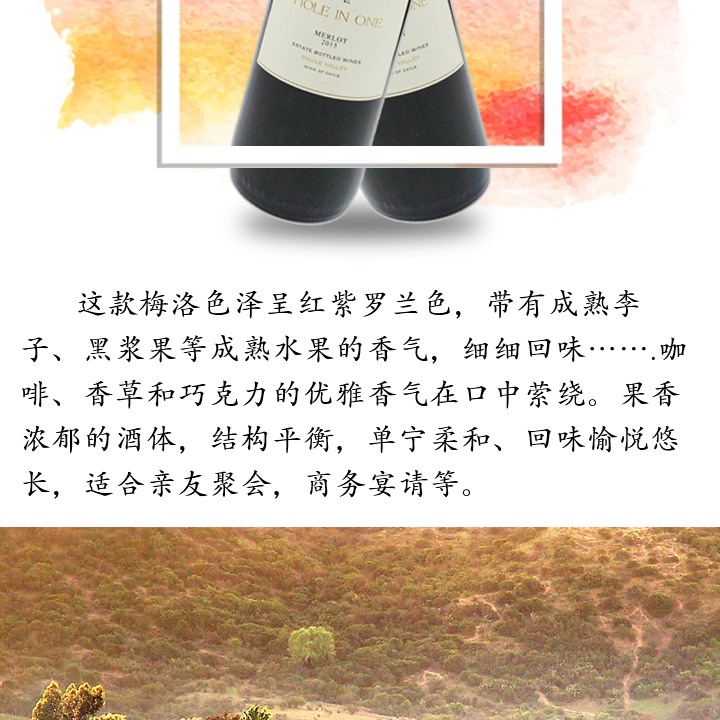 HOLE IN ONE
MERLOT
2015
ESTATE BOTTLED WINES
MAULE VALLEY
WINE OF CHILE
NE
BOTTLED WINES
VALLEY
OF CHILE
这款梅洛色泽呈红紫罗兰色，带有成熟李
子、黑浆果等成熟水果的香气，细细回味…….咖
啡、香草和巧克力的优雅香气在口中萦绕。果香
浓郁的酒体，结构平衡，单宁柔和、回味愉悦悠
长，适合亲友聚会，商务宴请等。